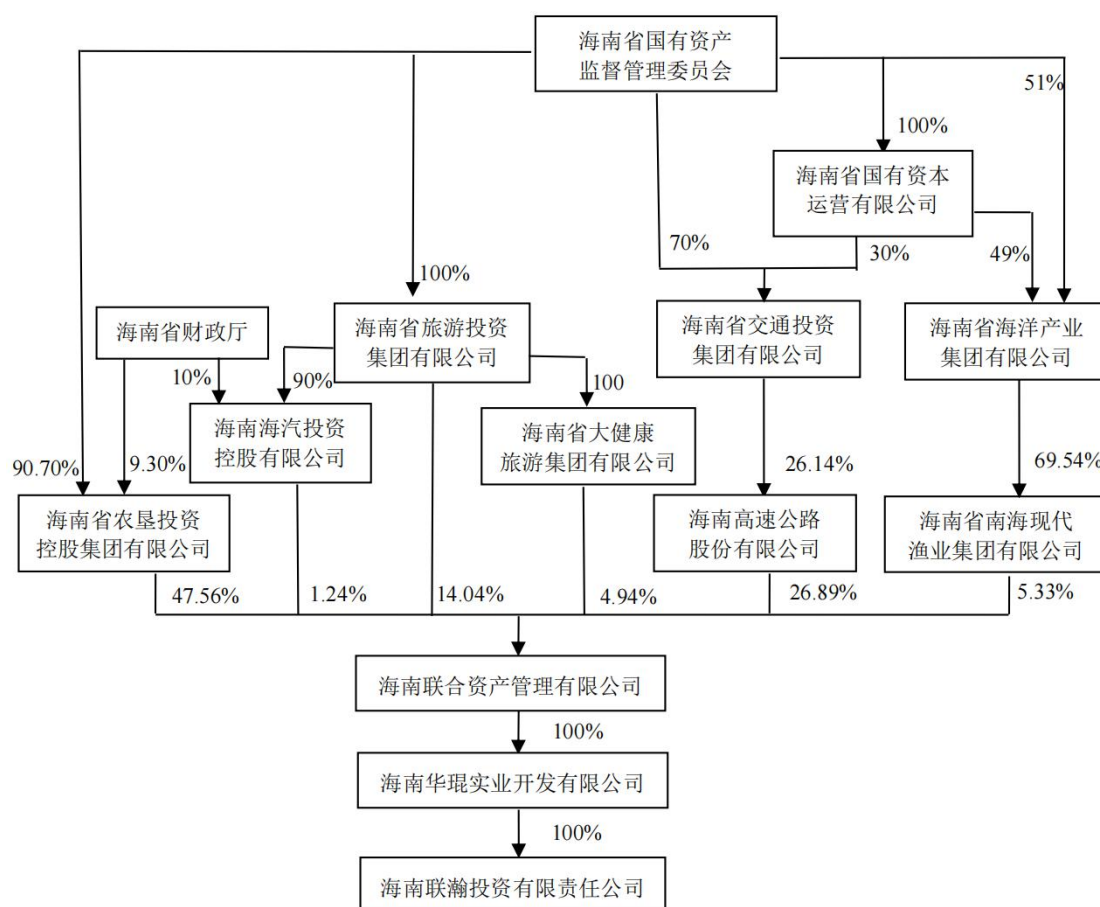 海南省国有资产
监督管理委员会
51%
100%
海南省国有资本
运营有限公司
70%
30%
49%
100%
海南省财政厅
海南省旅游投资
集团有限公司
海南省交通投资
集团有限公司
海南省海洋产业
集团有限公司
10%
90%
100
海南海汽投资
控股有限公司
海南省大健康
旅游集团有限公司
90.70%
9.30%
26.14%
69.54%
海南省农垦投资
控股集团有限公司
海南高速公路
股份有限公司
海南省南海现代
渔业集团有限公司
47.56%
1.24%
14.04%
4.94%
26.89%
5.33%
海南联合资产管理有限公司
100%
海南华琨实业开发有限公司
100%
海南联瀚投资有限责任公司